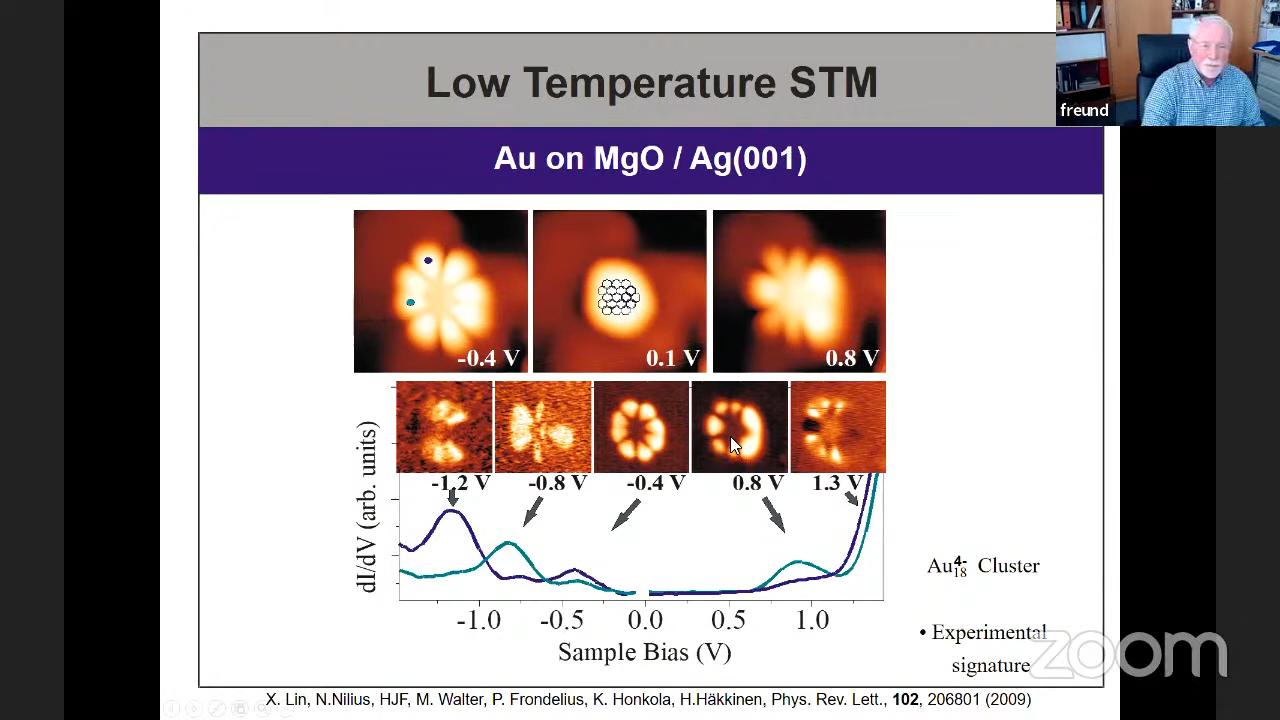 Low Temperature STM
freund
Au on MgO / Ag(001)
-0.4 V
0.1 V
0.8 V
-1.2 V
-0.8 V
-0.4 V
0.8 V
1.3 V
dI/dV (arb. units)
-1.0
-0.5
0.0
0.5
1.0
Sample Bias (V)
Au18 4- Cluster
• Experimental
signature
zoom
X. Lin, N.Nilius, HJF, M. Walter, P. Frondelius, K. Honkola, H.Häkkinen, Phys. Rev. Lett., 102, 206801 (2009)